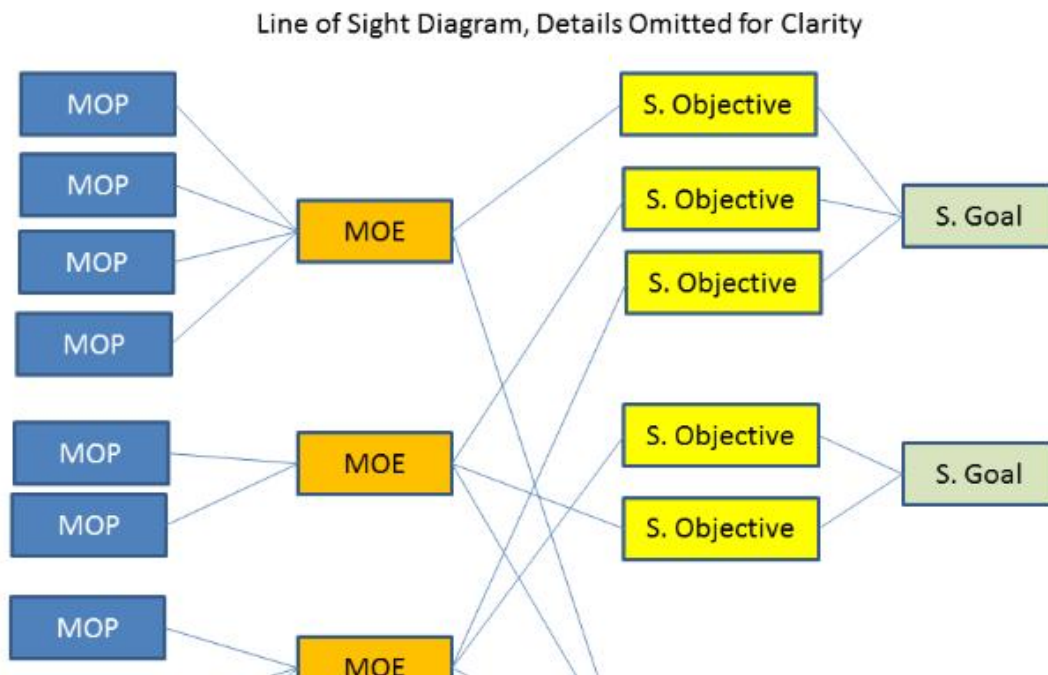 Line of Sight Diagram, Details Omitted for Clarity
MOP
MOP
MOP
MOP
MOP
MOP
MOP
MOE
MOE
MOE
S. Objective
S. Objective
S. Objective
S. Objective
S. Objective
S. Goal
S. Goal